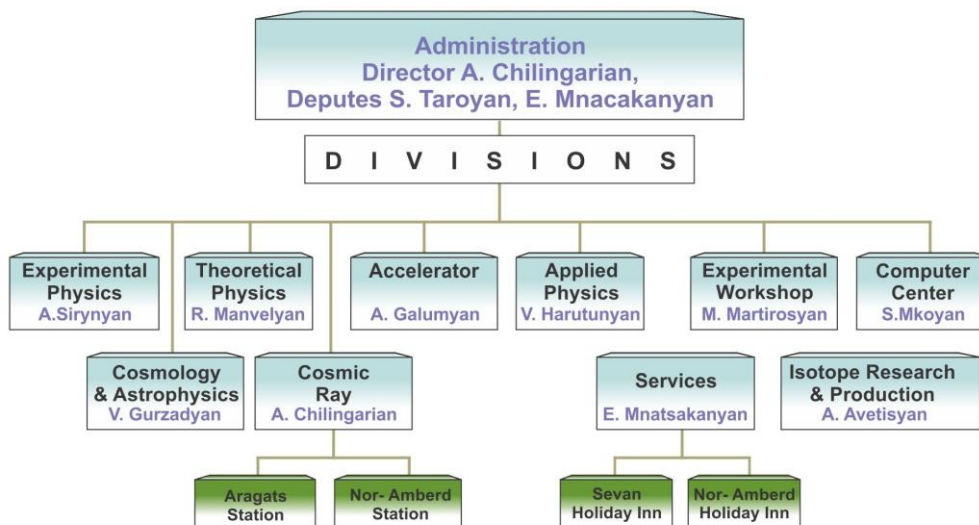 Administration
Director A. Chilingarian,
Deputes S. Taroyan, E. Mnacakanyan
D I V I S I O N S
Experimental
Physics
A.Sirynyan
Theoretical
Physics
R. Manvelyan
Accelerator
A. Galumyan
Applied
Physics
V. Harutunyan
Experimental
Workshop
M. Martirosyan
Computer
Center
S.Mkoyan
Cosmology
& Astrophysics
V. Gurzadyan
Cosmic
Ray
A. Chilingarian
Services
E. Mnatsakanyan
Isotope Research
& Production
A. Avetisyan
Aragats
Station
Nor- Amberd
Station
Sevan
Holiday Inn
Nor- Amberd
Holiday Inn